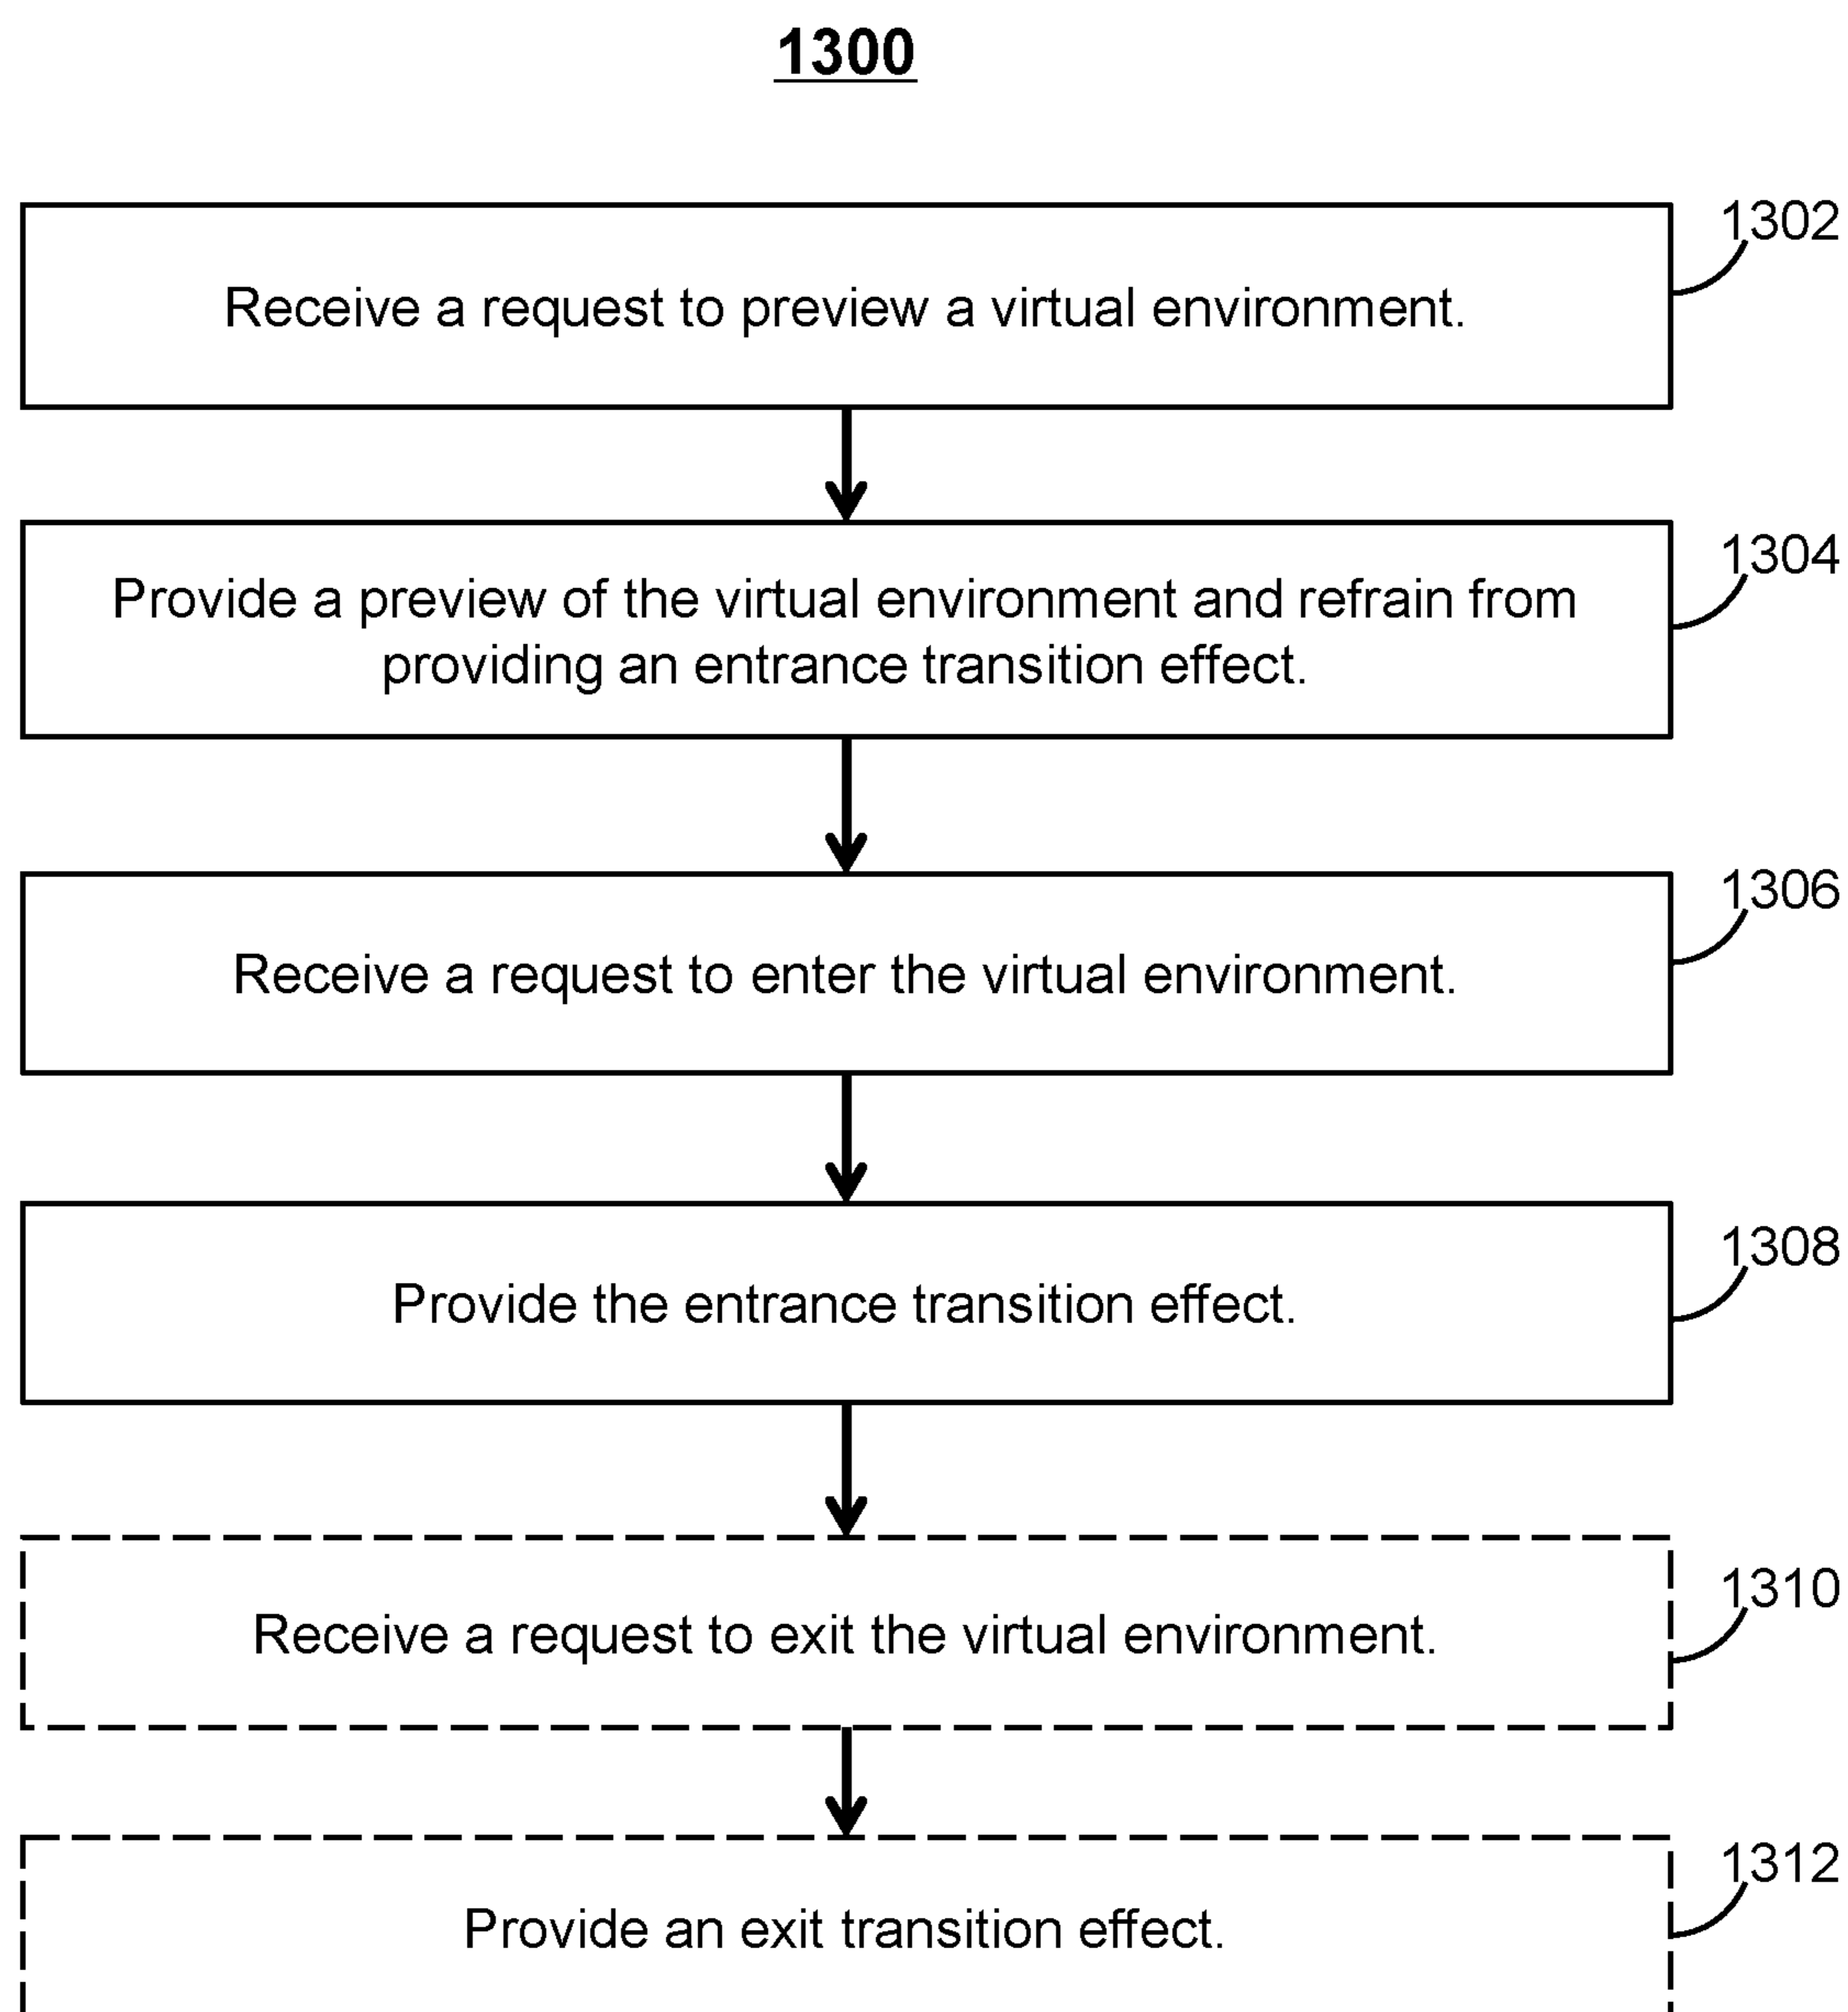 1300
1302
Receive a request to preview a virtual environment.
1304
Provide a preview of the virtual environment and refrain from
providing an entrance transition effect.
1306
Receive a request to enter the virtual environment.
1308
Provide the entrance transition effect.
1310
Receive a request to exit the virtual environment.
1312
Provide an exit transition effect.